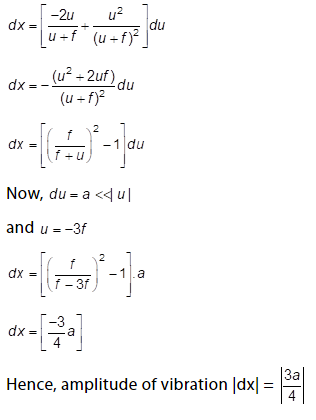 dx = [ -2u/(u+f) + u²/(u+f)² ] du
dx = - (u² + 2uf)/(u+f)² du
dx = [ ( f/(f+u) )² - 1 ] du
Now, du = a <<| u |
and u = -3f
dx = [ ( f/(f-3f) )² - 1 ] . a
dx = [ -3/4 a ]
Hence, amplitude of vibration |dx| = | 3a/4 |